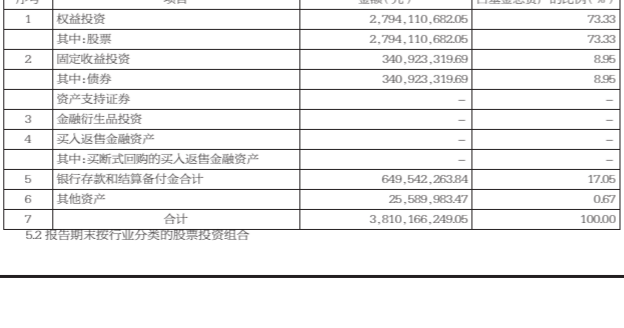 序号 项目 金额(元) 占基金总资产的比例(%)
1 权益投资 2,794,110,682.05 73.33
其中:股票 2,794,110,682.05 73.33
2 固定收益投资 340,923,319.69 8.95
其中:债券 340,923,319.69 8.95
资产支持证券 – –
3 金融衍生品投资 – –
4 买入返售金融资产 – –
其中:买断式回购的买入返售金融资产 – –
5 银行存款和结算备付金合计 649,542,263.84 17.05
6 其他资产 25,589,983.47 0.67
7 合计 3,810,166,249.05 100.00
5.2 报告期末按行业分类的股票投资组合